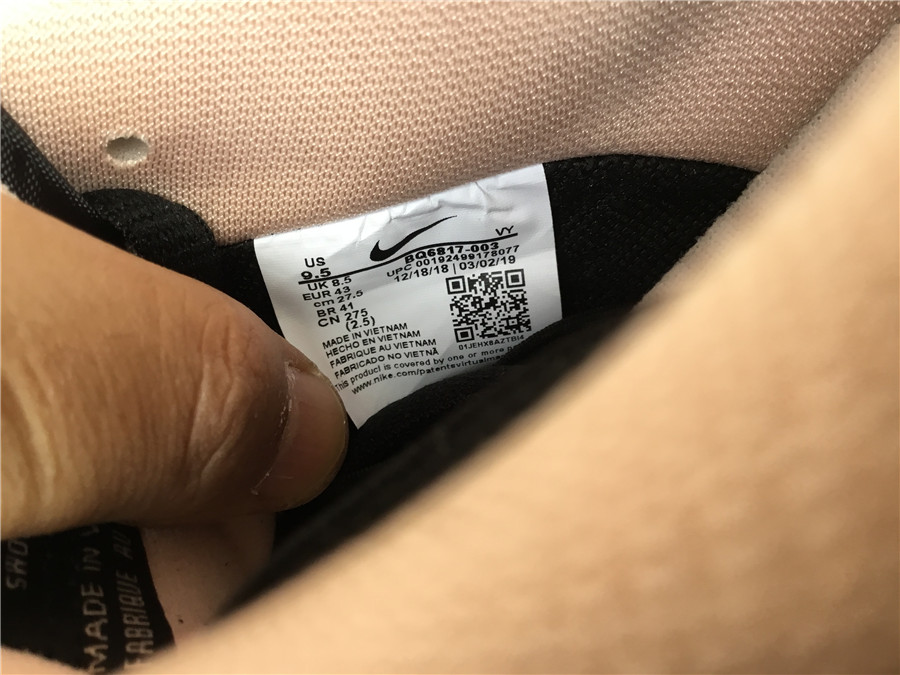 US
9.5
UK 8.5
EUR 43
cm 27.5
BR 41
CN 275
(2.5)
VY
BQ6817-003
UPC 00192499178077
12/18/18 | 03/02/19
01JEHX8AZTBI4
MADE IN VIETNAM
HECHO EN VIETNAM
FABRIQUE AU VIETNAM
FABRICADO NO VIETNÃ
This product is covered by one or more
www.nike.com/patents
MADE IN
FABRIQUE AU